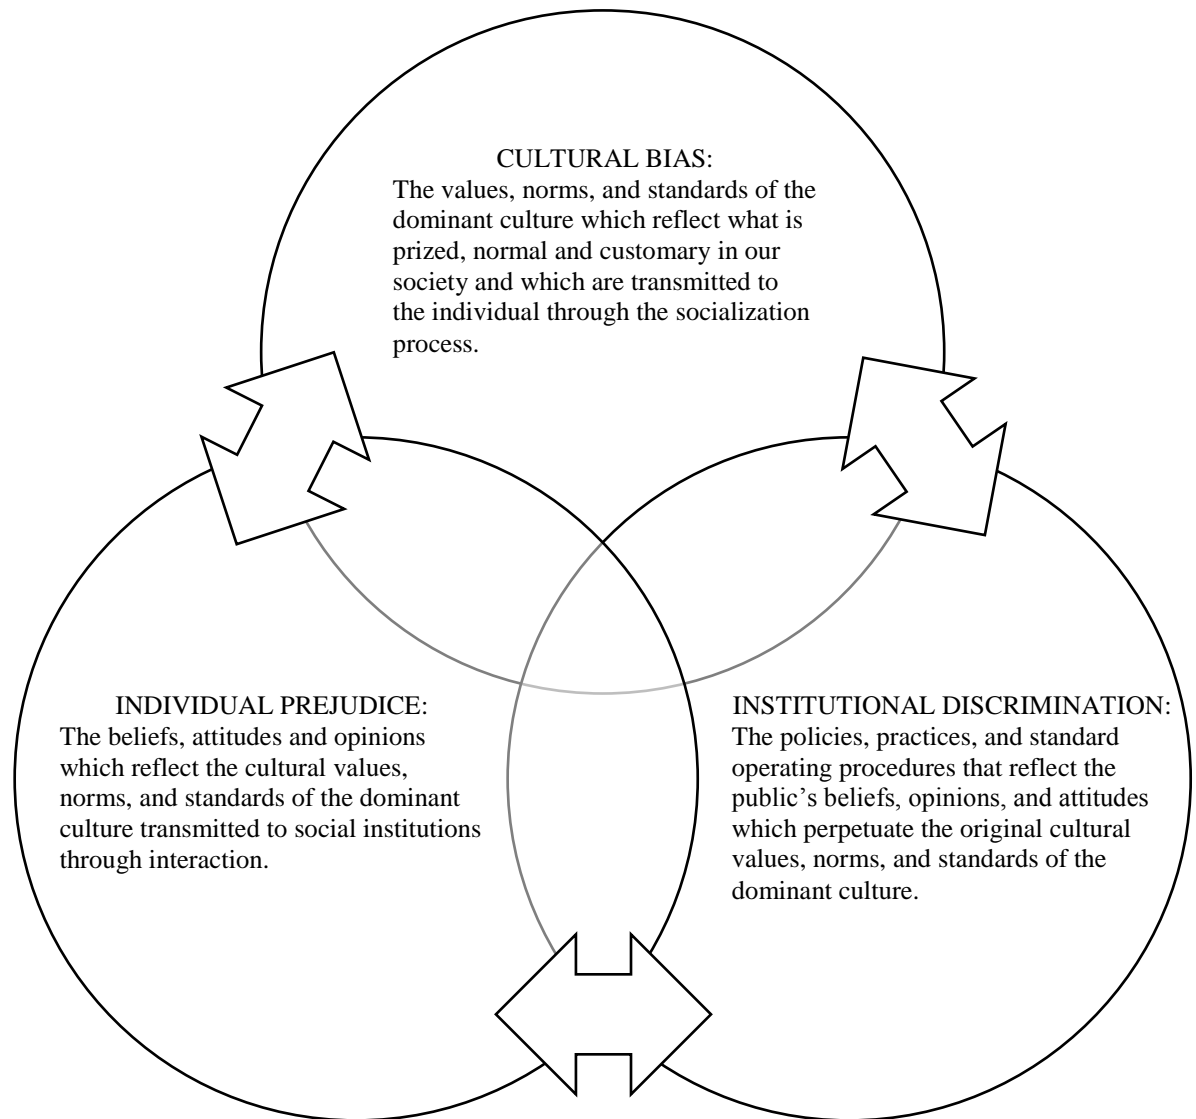 CULTURAL BIAS:
The values, norms, and standards of the
dominant culture which reflect what is
prized, normal and customary in our
society and which are transmitted to
the individual through the socialization
process.
INDIVIDUAL PREJUDICE:
The beliefs, attitudes and opinions
which reflect the cultural values,
norms, and standards of the dominant
culture transmitted to social institutions
through interaction.
INSTITUTIONAL DISCRIMINATION:
The policies, practices, and standard
operating procedures that reflect the
public’s beliefs, opinions, and attitudes
which perpetuate the original cultural
values, norms, and standards of the
dominant culture.